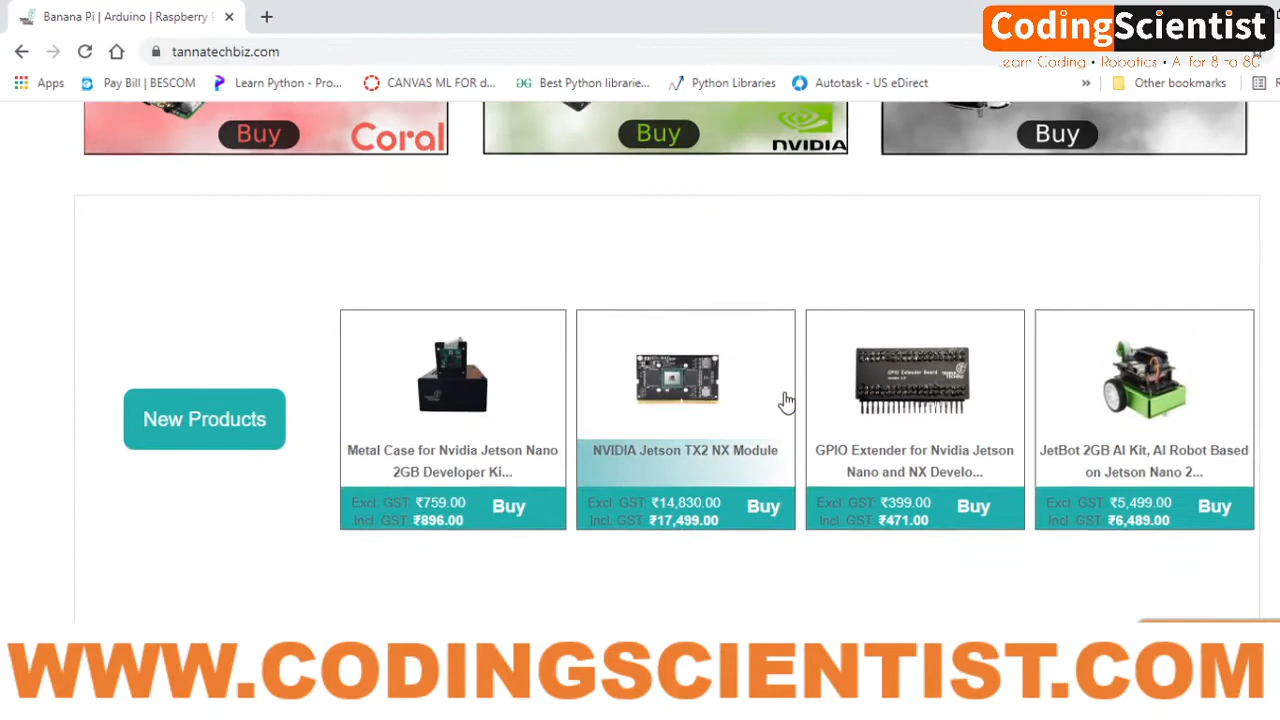 Banana Pi | Arduino | Raspberry P
CodingScientist
Learn Coding • Robotics • AI for 8 to 80
tannatechbiz.com
Apps
Pay Bill | BESCOM
Learn Python - Pro...
CANVAS ML FOR d...
Best Python librarie...
Python Libraries
Autotask - US eDirect
»
Other bookmarks
Buy
Coral
Buy
NVIDIA
Buy
New Products
Metal Case for Nvidia Jetson Nano
2GB Developer Ki...
Excl. GST: ₹759.00
Incl. GST: ₹896.00
Buy
NVIDIA Jetson TX2 NX Module
Excl. GST: ₹14,830.00
Incl. GST: ₹17,499.00
Buy
GPIO Extender Board
GPIO Extender for Nvidia Jetson
Nano and NX Develo...
Excl. GST: ₹399.00
Incl. GST: ₹471.00
Buy
JetBot 2GB AI Kit, AI Robot Based
on Jetson Nano 2...
Excl. GST: ₹5,499.00
Incl. GST: ₹6,489.00
Buy
WWW.CODINGSCIENTIST.COM